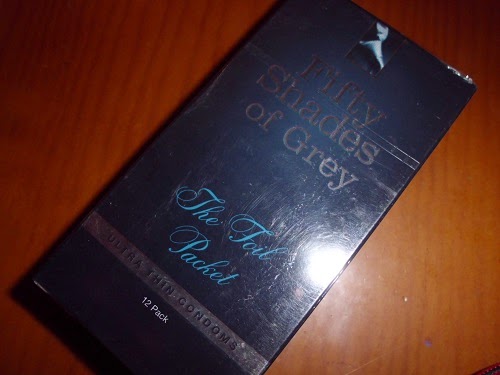 Fifty
Shades
of Grey
The Foil
Packet
ULTRA THIN CONDOMS
12 Pack